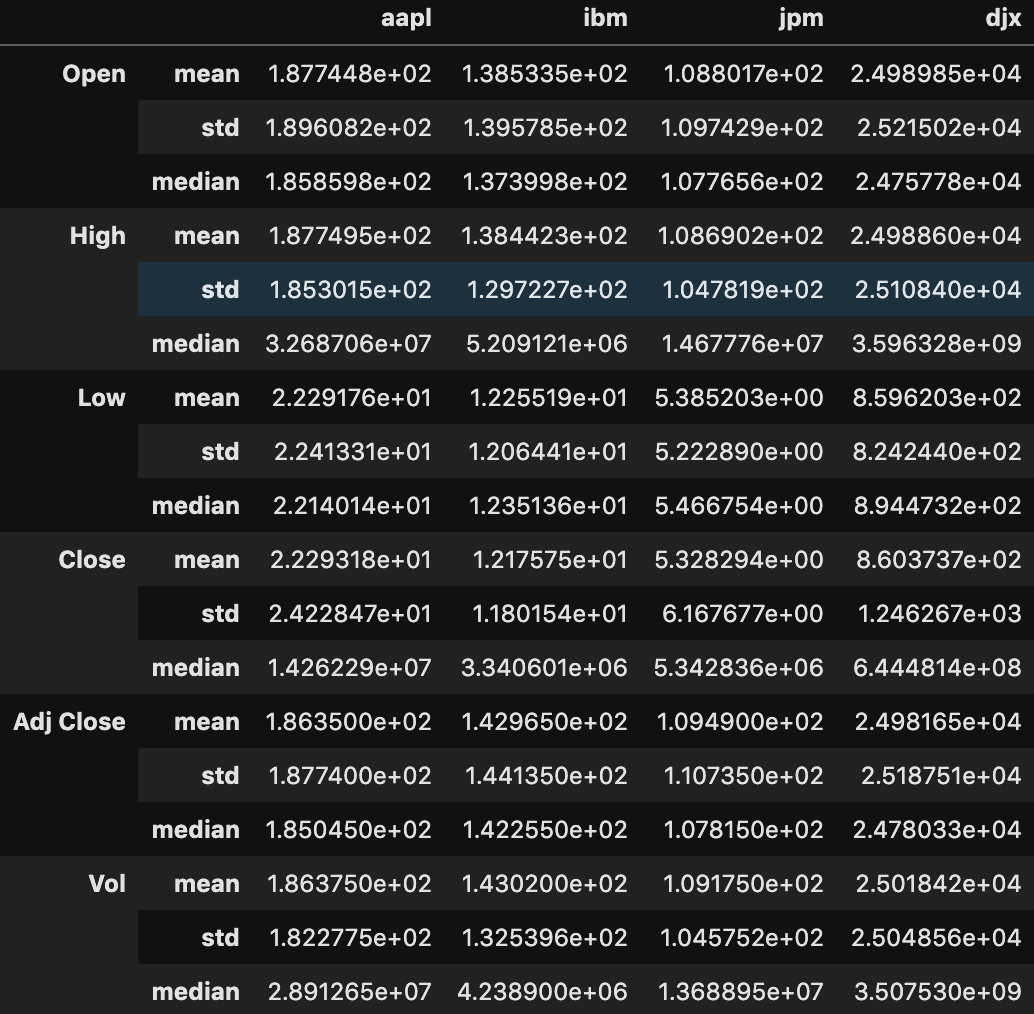 aapl ibm jpm djx
Open mean 1.877448e+02 1.385335e+02 1.088017e+02 2.498985e+04
std 1.896082e+02 1.395785e+02 1.097429e+02 2.521502e+04
median 1.858598e+02 1.373998e+02 1.077656e+02 2.475778e+04
High mean 1.877495e+02 1.384423e+02 1.086902e+02 2.498860e+04
std 1.853015e+02 1.297227e+02 1.047819e+02 2.510840e+04
median 3.268706e+07 5.209121e+06 1.467776e+07 3.596328e+09
Low mean 2.229176e+01 1.225519e+01 5.385203e+00 8.596203e+02
std 2.241331e+01 1.206441e+01 5.222890e+00 8.242440e+02
median 2.214014e+01 1.235136e+01 5.466754e+00 8.944732e+02
Close mean 2.229318e+01 1.217575e+01 5.328294e+00 8.603737e+02
std 2.422847e+01 1.180154e+01 6.167677e+00 1.246267e+03
median 1.426229e+07 3.340601e+06 5.342836e+06 6.444814e+08
Adj Close mean 1.863500e+02 1.429650e+02 1.094900e+02 2.498165e+04
std 1.877400e+02 1.441350e+02 1.107350e+02 2.518751e+04
median 1.850450e+02 1.422550e+02 1.078150e+02 2.478033e+04
Vol mean 1.863750e+02 1.430200e+02 1.091750e+02 2.501842e+04
std 1.822775e+02 1.325396e+02 1.045752e+02 2.504856e+04
median 2.891265e+07 4.238900e+06 1.368895e+07 3.507530e+09